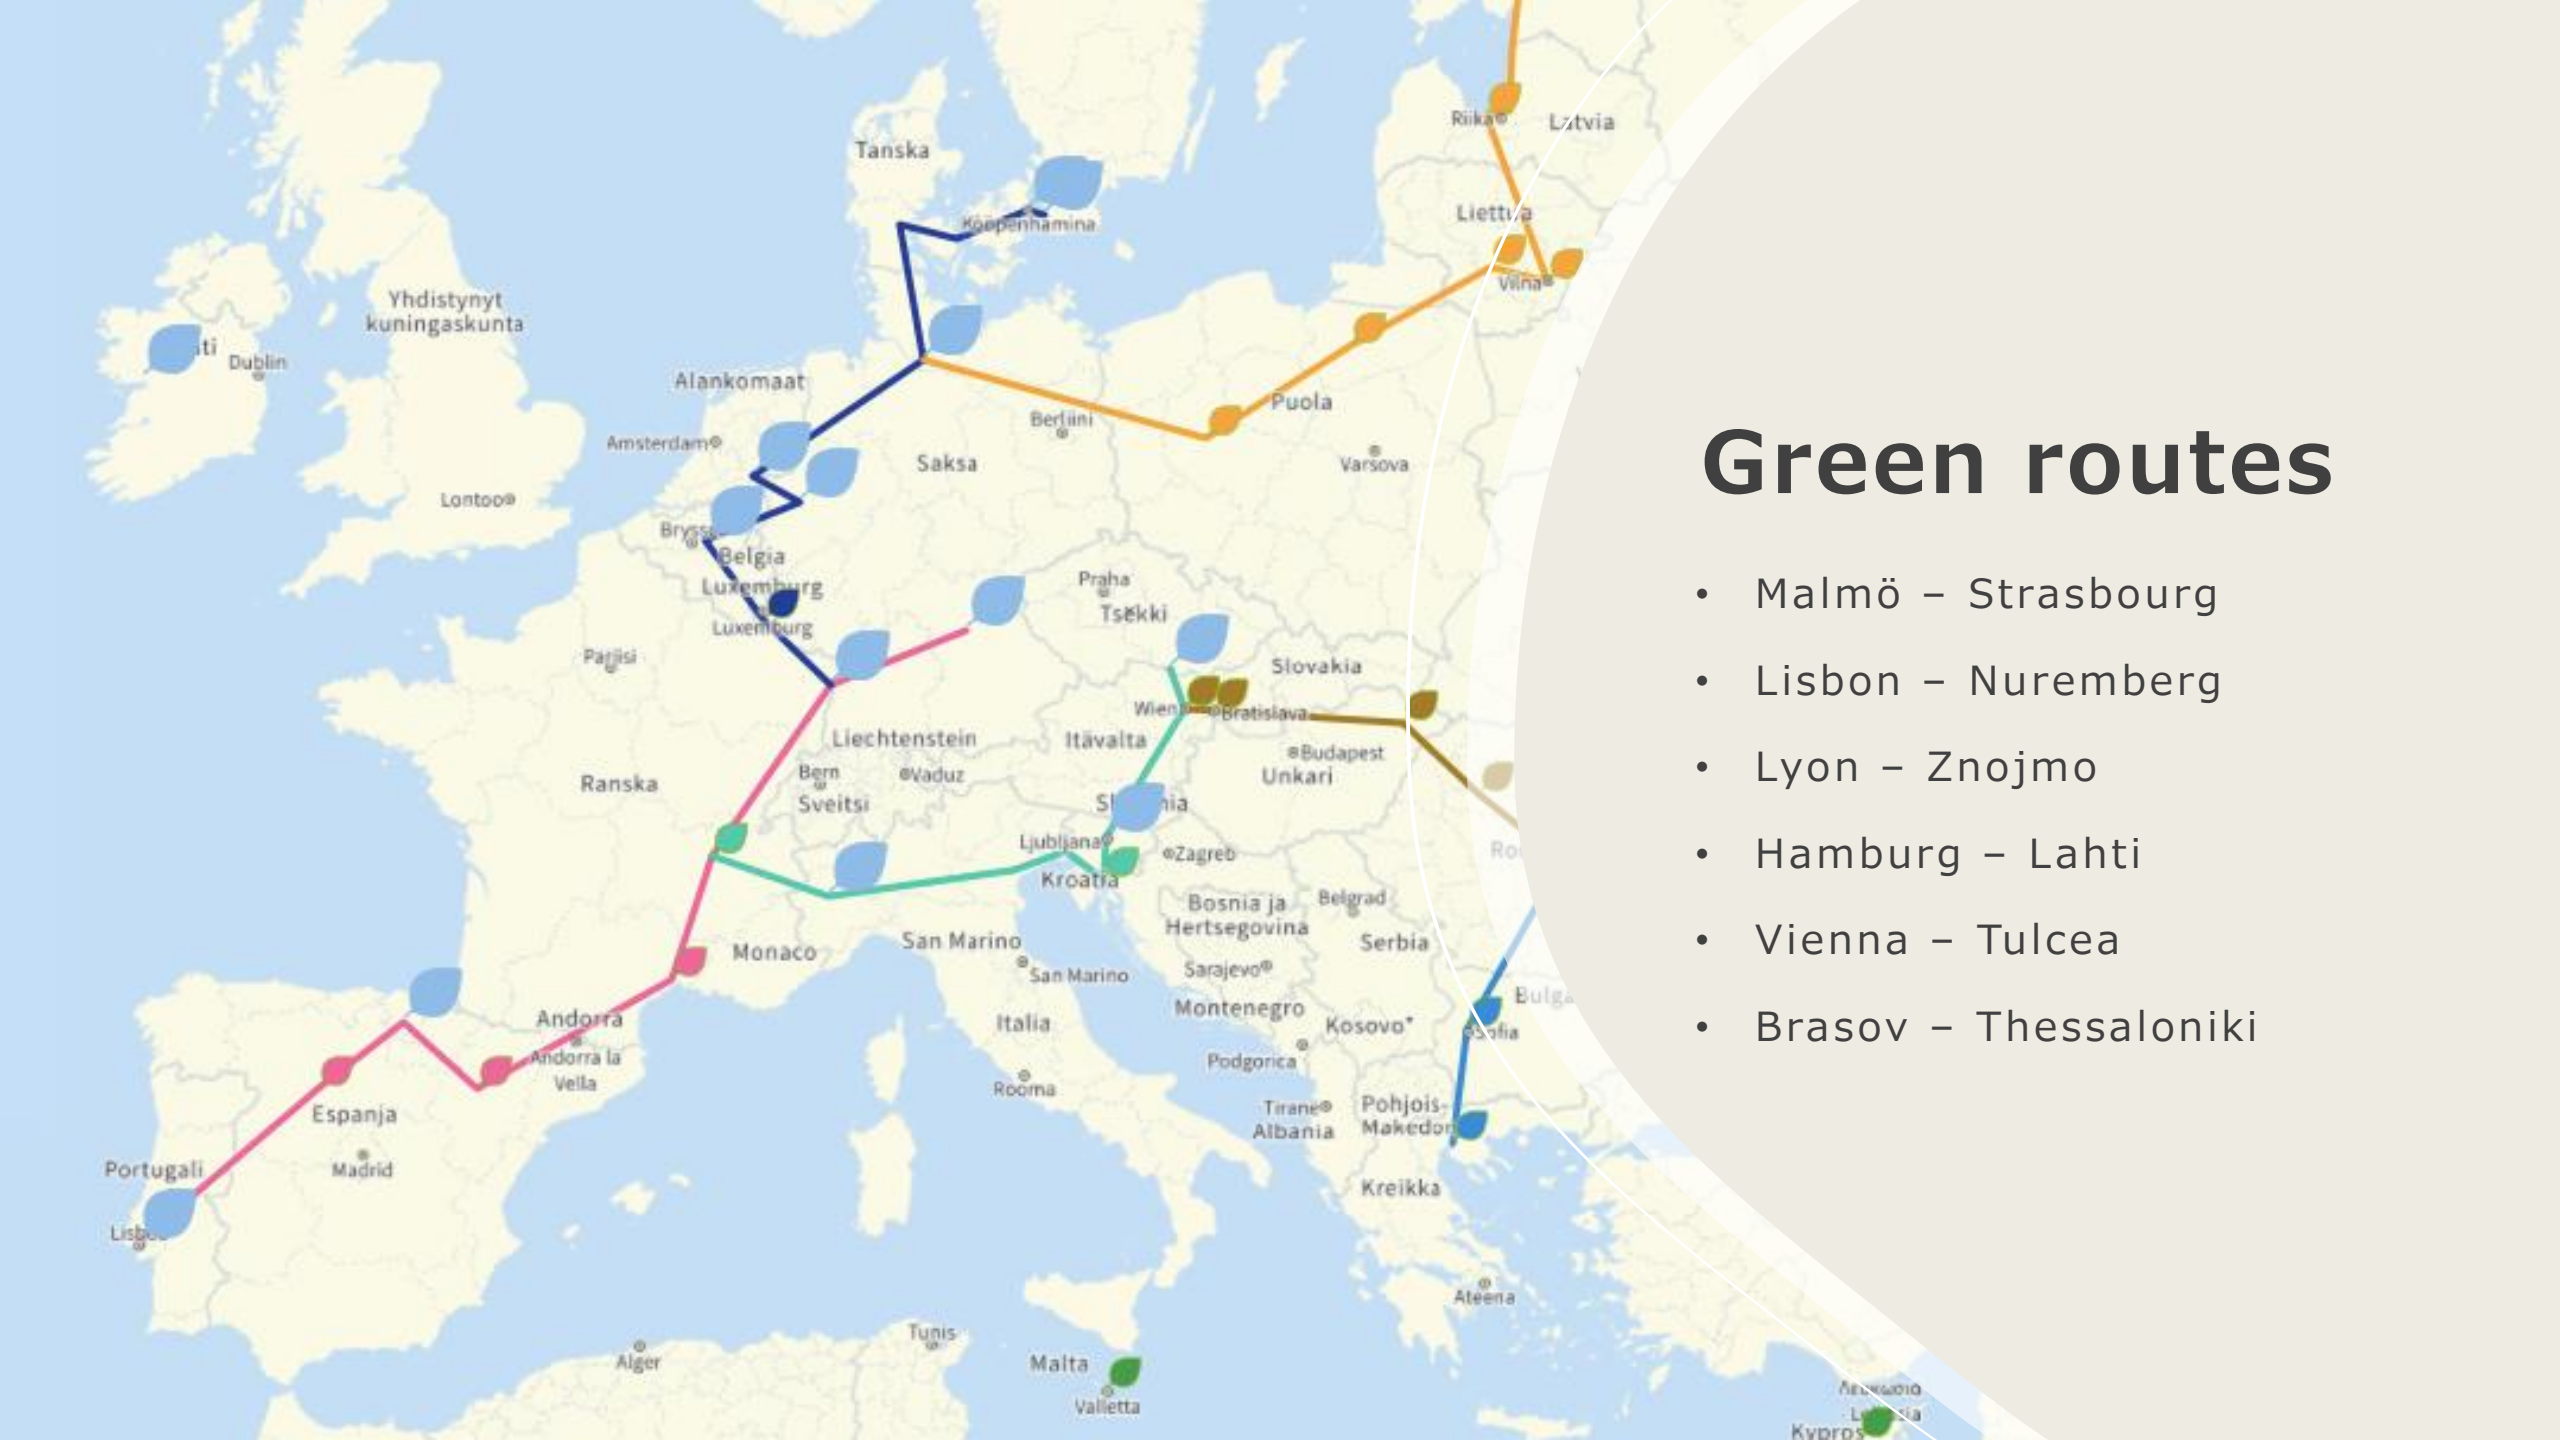 Riika
Latvia
Tanska
Liettua
Kööpenhamina
Vilna
Yhdistynyt
kuningaskunta
Dublin
Alankomaat
Puola
Berliini
Amsterdam
Saksa
Varsova
Lontoo
Belgia
Praha
Luxemburg
Tsekki
Luxemburg
Pariisi
Slovakia
Wien
Bratislava
Liechtenstein
Itävalta
Budapest
Bern
Vaduz
Unkari
Ranska
Sveitsi
Ljubljana
Zagreb
Kroatia
Bosnia ja
Hertsegovina
Belgrad
San Marino
Serbia
Monaco
Sarajevo
San Marino
Montenegro
Andorra
Italia
Kosovo*
Sofia
Andorra la
Vella
Podgorica
Rooma
Espanja
Tirane
Albania
Pohjois-
Portugali
Madrid
Kreikka
Ateena
Tunis
Alger
Malta
Valletta
Λευκωσία
Kypros
Green routes
• Malmö – Strasbourg
• Lisbon – Nuremberg
• Lyon – Znojmo
• Hamburg – Lahti
• Vienna – Tulcea
• Brasov – Thessaloniki